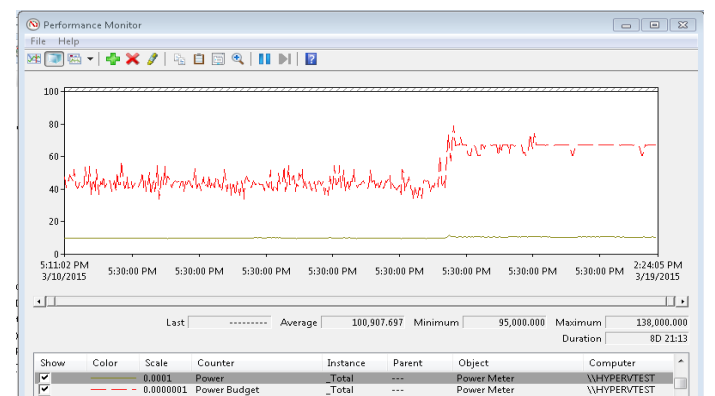 Performance Monitor
File Help
100
80
60
40
20
0
5:11:02 PM 5:30:00 PM 5:30:00 PM 5:30:00 PM 5:30:00 PM 5:30:00 PM 5:30:00 PM 5:30:00 PM 5:30:00 PM 2:24:05 PM
3/10/2015 3/19/2015
Last --------- Average 100,907.697 Minimum 95,000.000 Maximum 138,000.000
Duration 8D 21:13
Show Color Scale Counter Instance Parent Object Computer
0.0001 Power _Total --- Power Meter \\HYPERVTEST
0.0000001 Power Budget _Total --- Power Meter \\HYPERVTEST